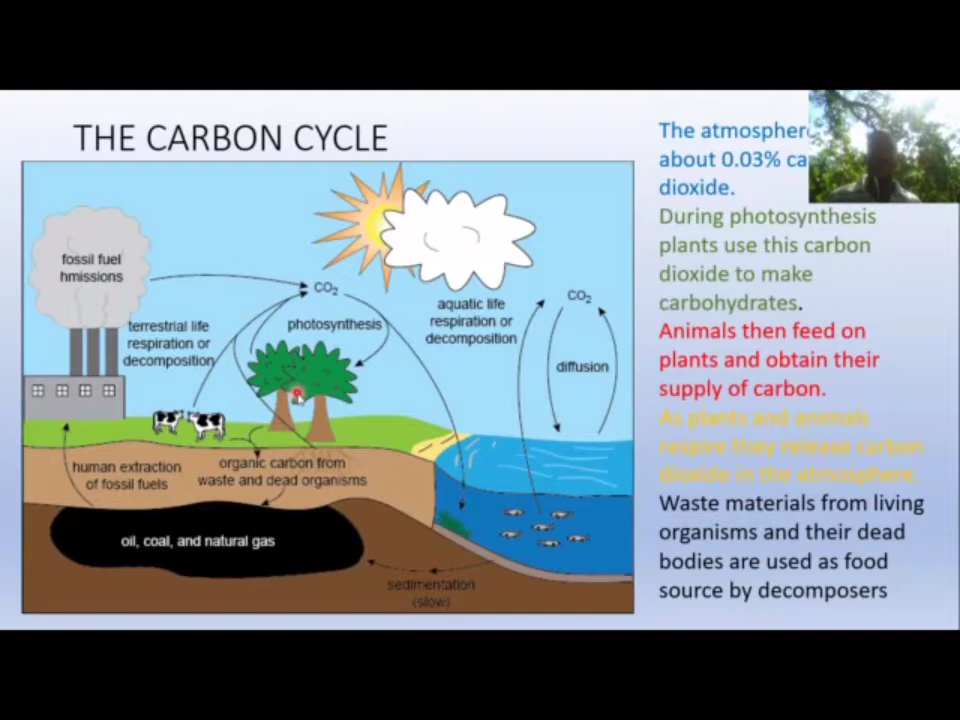 THE CARBON CYCLE
fossil fuel
hmissions
CO2
terrestrial life
respiration or
decomposition
photosynthesis
aquatic life
respiration or
decomposition
CO2
diffusion
human extraction
of fossil fuels
organic carbon from
waste and dead organisms
oil, coal, and natural gas
sedimentation
(slow)
The atmosphere
about 0.03%
dioxide.
During photosynthesis
plants use this carbon
dioxide to make
carbohydrates.
Animals then feed on
plants and obtain their
supply of carbon.
As plants and animals
respire they release carbon
dioxide in the atmosphere.
Waste materials from living
organisms and their dead
bodies are used as food
source by decomposers